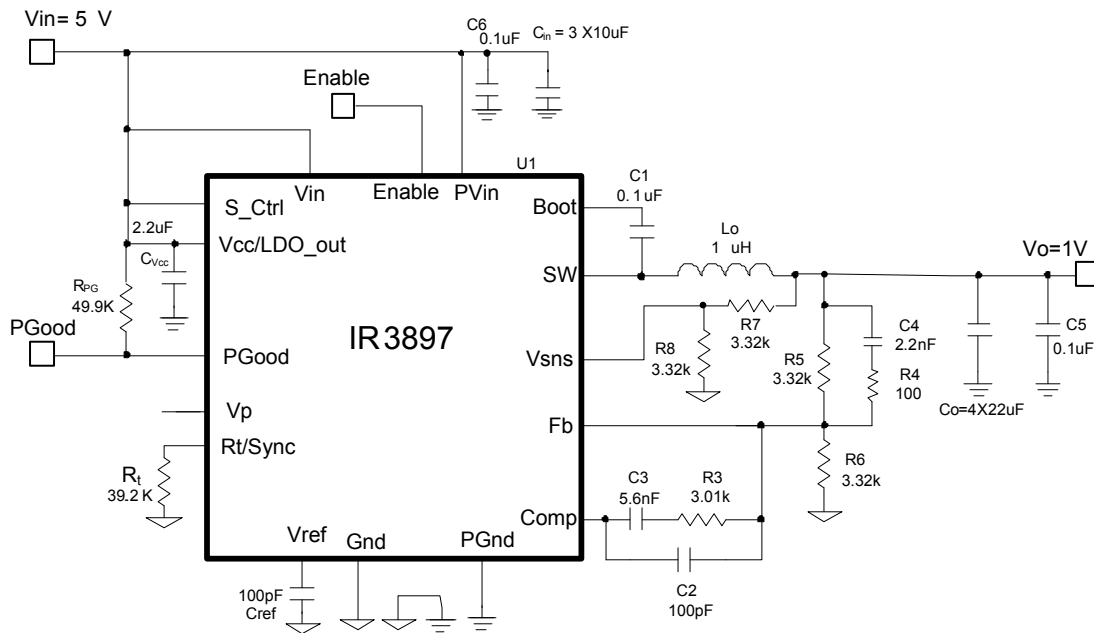 Vin= 5 V
C6
0.1uF
Cin = 3 X10uF
Enable
U1
Vin
Enable
PVin
S_Ctrl
Boot
C1
0.1uF
2.2uF
Vcc/LDO_out
CVcc
Lo
1 uH
Vo=1V
SW
RPG
49.9K
PGood
IR3897
R7
3.32k
C4
2.2nF
C5
0.1uF
PGood
Vsns
R8
3.32k
R5
3.32k
R4
100
Vp
Fb
Co=4X22uF
Rt/Sync
Rt
39.2 K
C3
5.6nF
R3
3.01k
R6
3.32k
Comp
Vref
Gnd
PGnd
100pF
Cref
C2
100pF